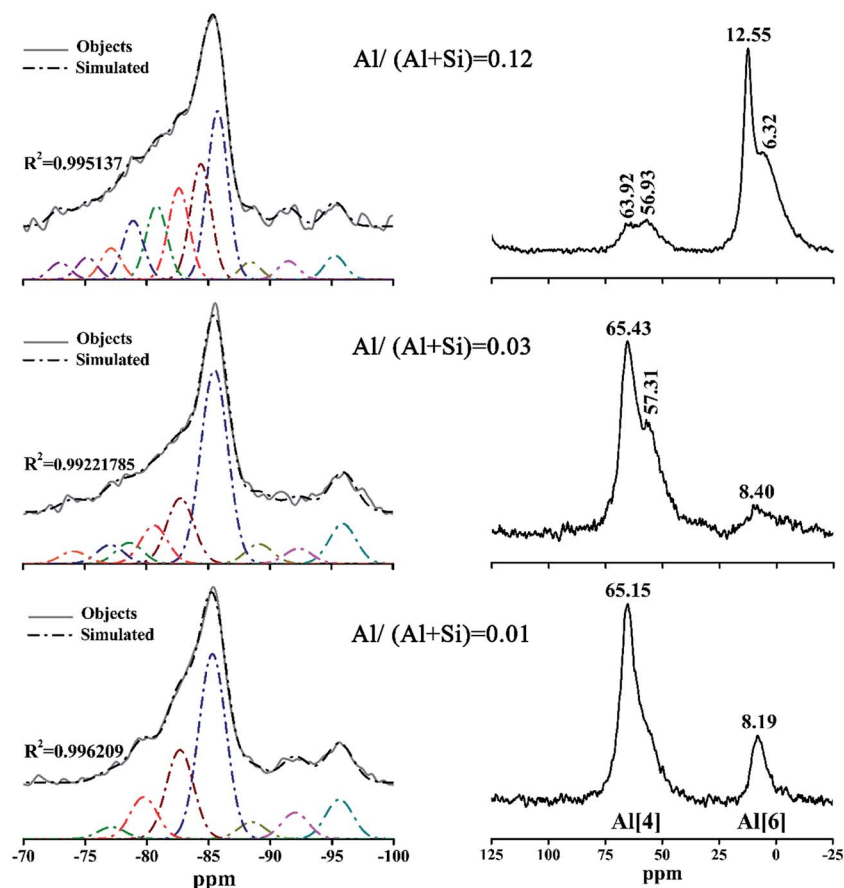 Objects
Simulated
Al/ (Al+Si)=0.12
R²=0.995137
12.55
6.32
63.92
56.93
Objects
Simulated
Al/ (Al+Si)=0.03
R²=0.99221785
65.43
57.31
8.40
Objects
Simulated
Al/ (Al+Si)=0.01
R²=0.996209
65.15
8.19
Al[4]
Al[6]
-70 -75 -80 -85 -90 -95 -100
ppm
125 100 75 50 25 0 -25
ppm